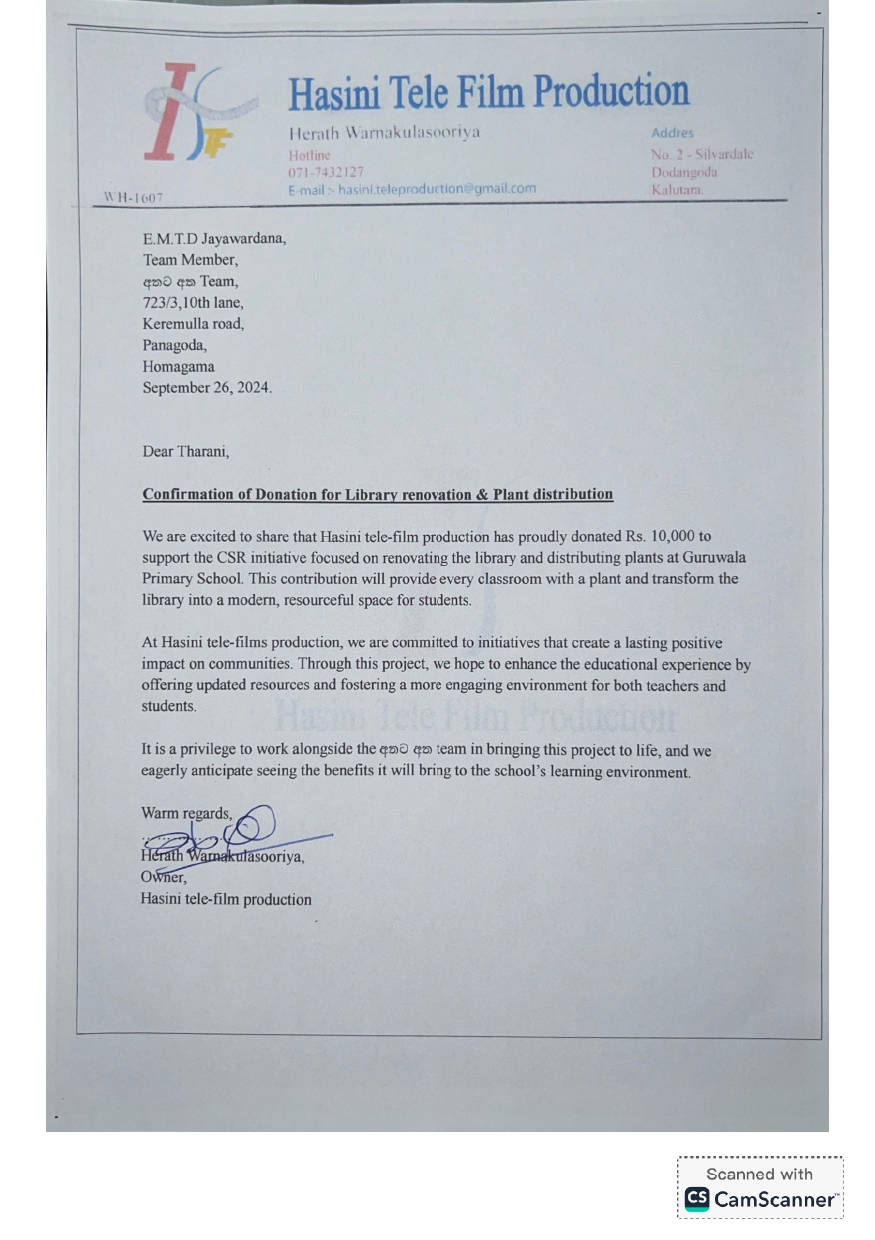 Hasini Tele Film Production
Herath Warnakulasooriya
Hotline
071-7432127
E-mail :- hasini.teleproduction@gmail.com
Addres
No. 2 - Silvardale
Dodangoda
Kalutara.
WH-1607
E.M.T.D Jayawardana,
Team Member,
අතට අත Team,
723/3,10th lane,
Keremulla road,
Panagoda,
Homagama
September 26, 2024.
Dear Tharani,
Confirmation of Donation for Library renovation & Plant distribution
We are excited to share that Hasini tele-film production has proudly donated Rs. 10,000 to
support the CSR initiative focused on renovating the library and distributing plants at Guruwala
Primary School. This contribution will provide every classroom with a plant and transform the
library into a modern, resourceful space for students.
At Hasini tele-films production, we are committed to initiatives that create a lasting positive
impact on communities. Through this project, we hope to enhance the educational experience by
offering updated resources and fostering a more engaging environment for both teachers and
students.
Hasini Tele Film Production
It is a privilege to work alongside the අතට අත team in bringing this project to life, and we
eagerly anticipate seeing the benefits it will bring to the school's learning environment.
Warm regards,
Herath Warnakulasooriya,
Owner,
Hasini tele-film production
Scanned with
CS CamScanner™